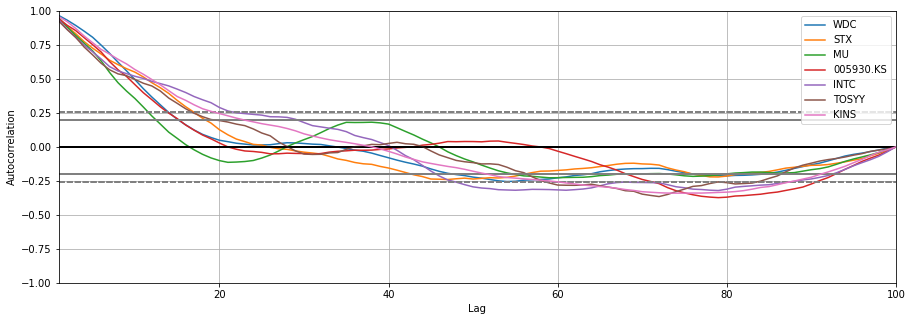 1.00
0.75
0.50
0.25
0.00
−0.25
−0.50
−0.75
−1.00
Autocorrelation
20
40
60
80
100
Lag
WDC
STX
MU
005930.KS
INTC
TOSYY
KINS